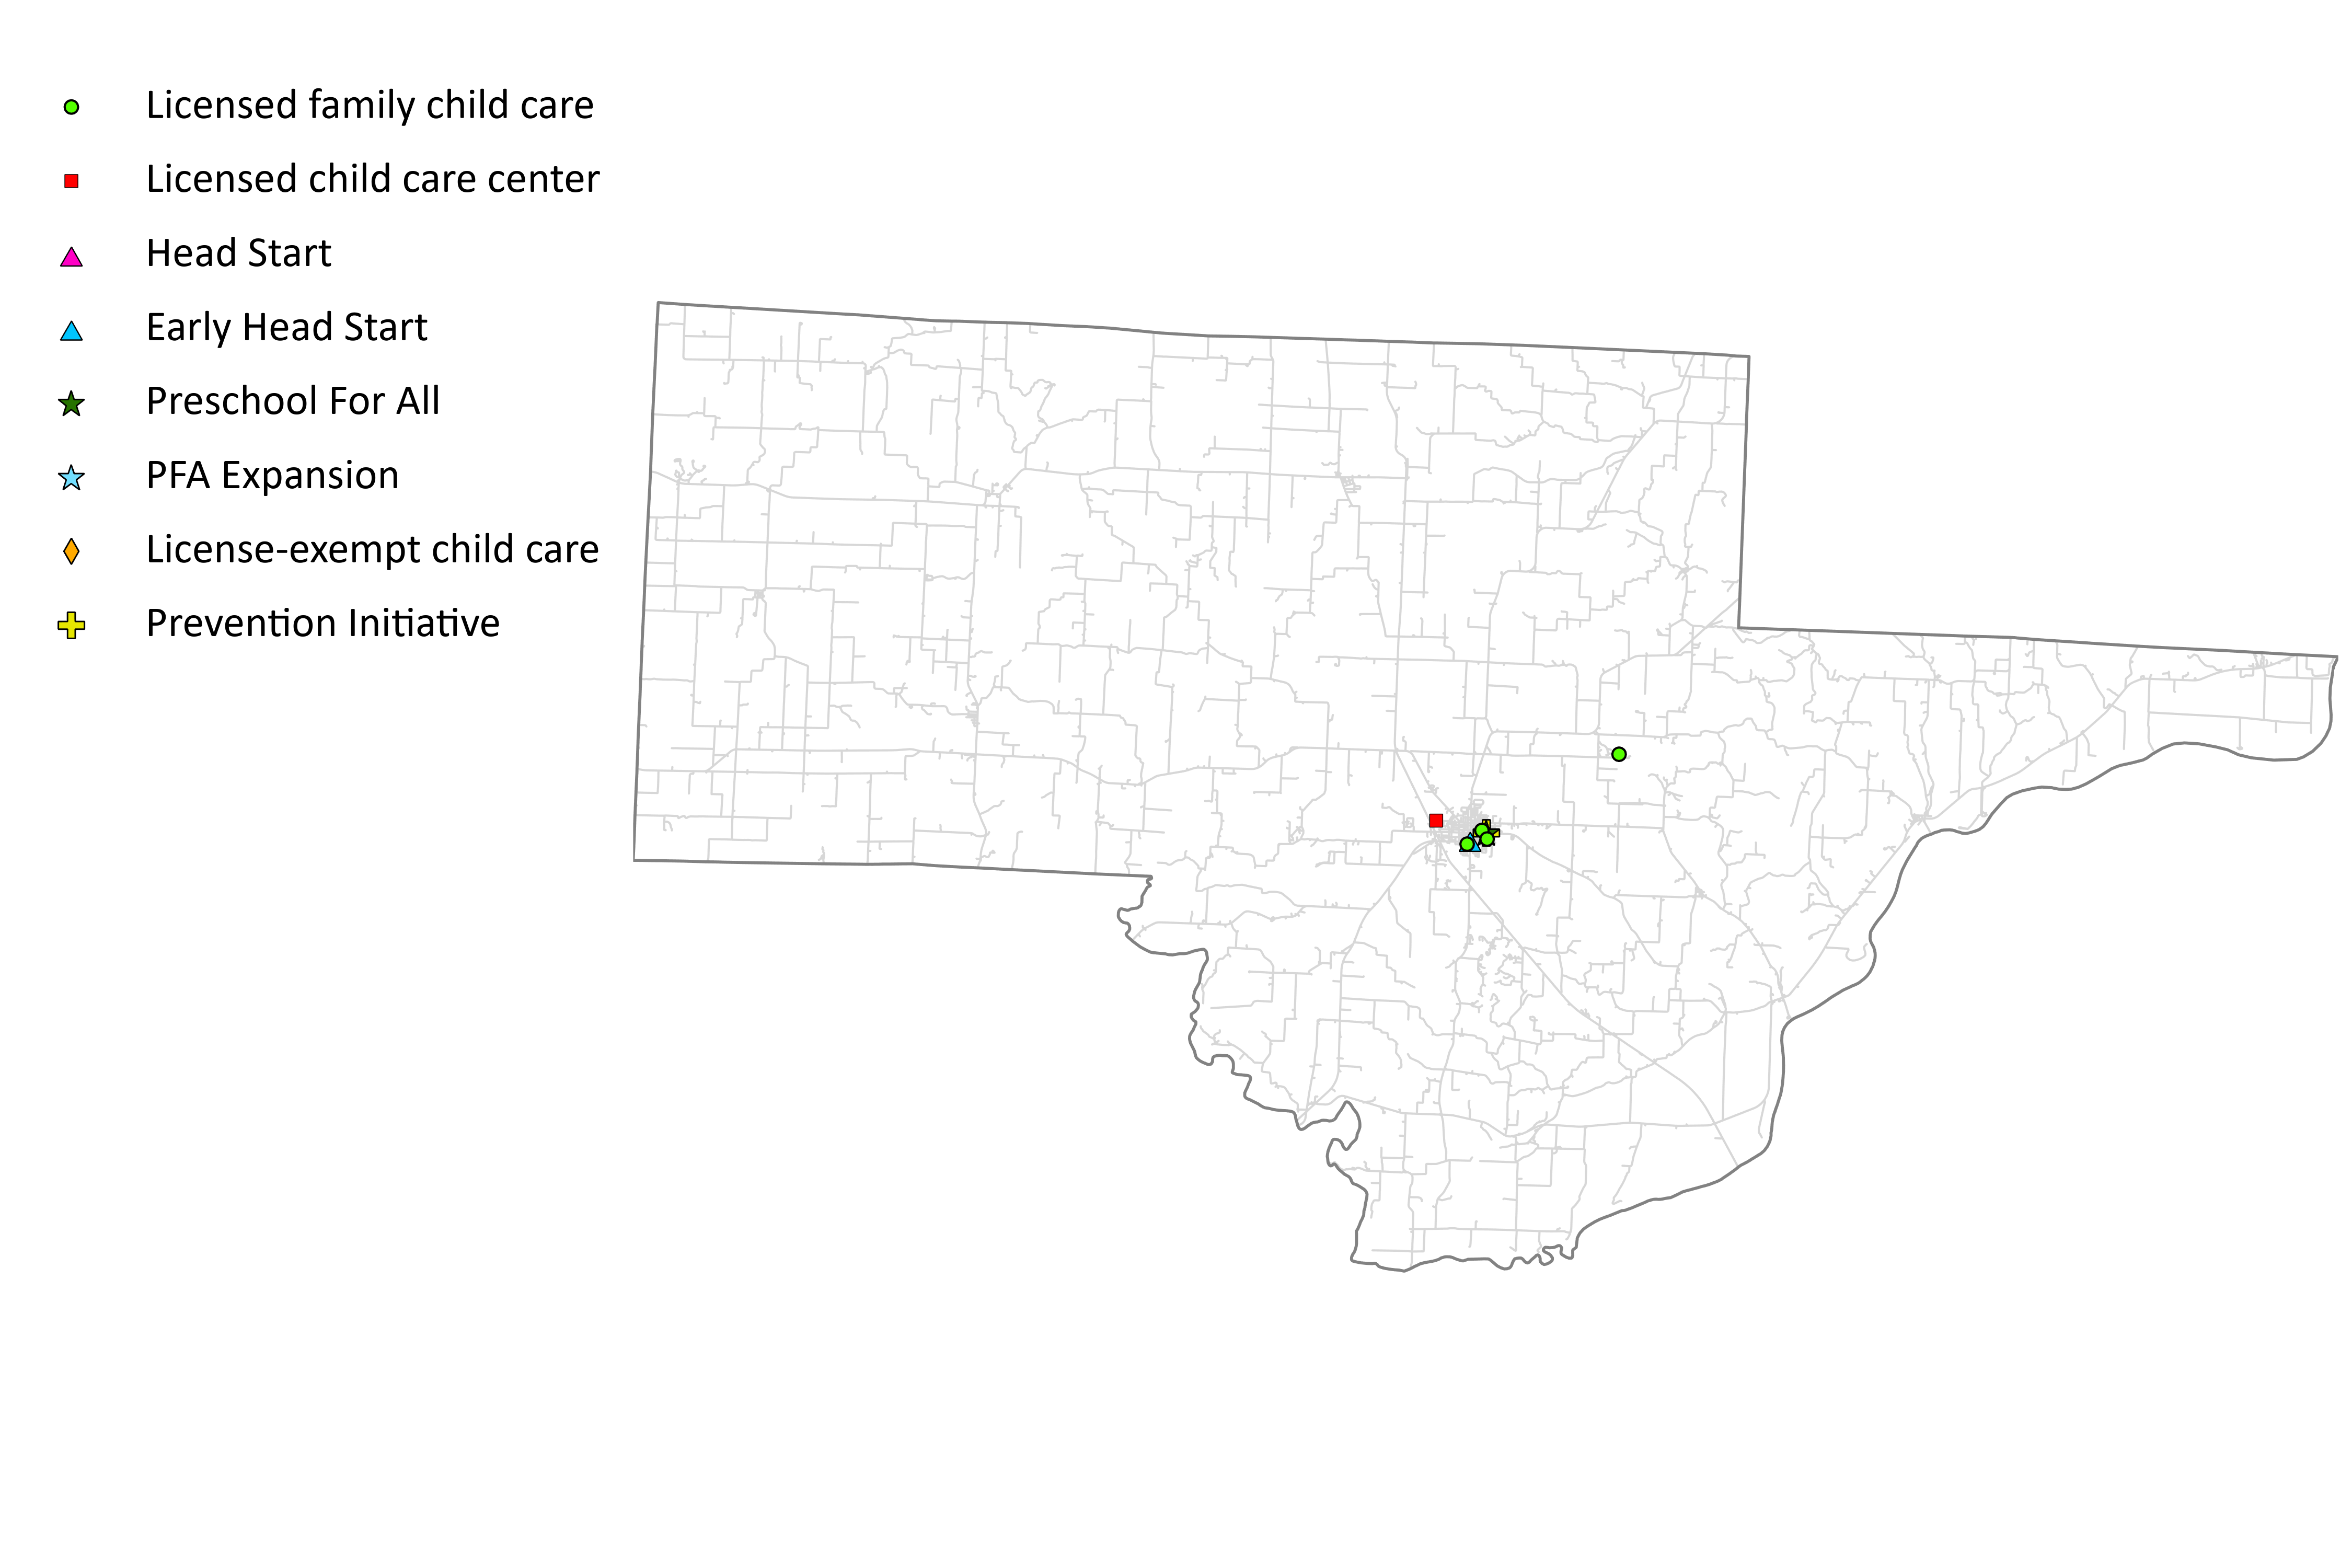 Licensed family child care
Licensed child care center
Head Start
Early Head Start
Preschool For All
PFA Expansion
License-exempt child care
Prevention Initiative